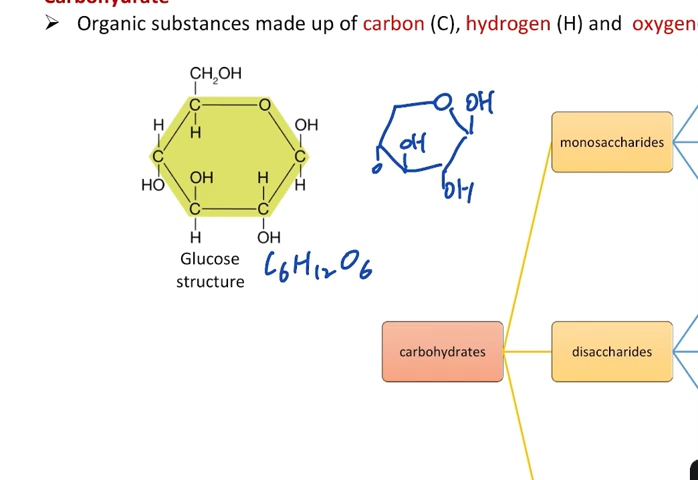 Carbohydrate
➢ Organic substances made up of carbon (C), hydrogen (H) and oxygen
CH₂OH
C O
H H OH
C C
HO OH H H
C C
H OH
Glucose
structure
C₆H₁₂O₆
O OH
OH
O
OH
monosaccharides
carbohydrates
disaccharides